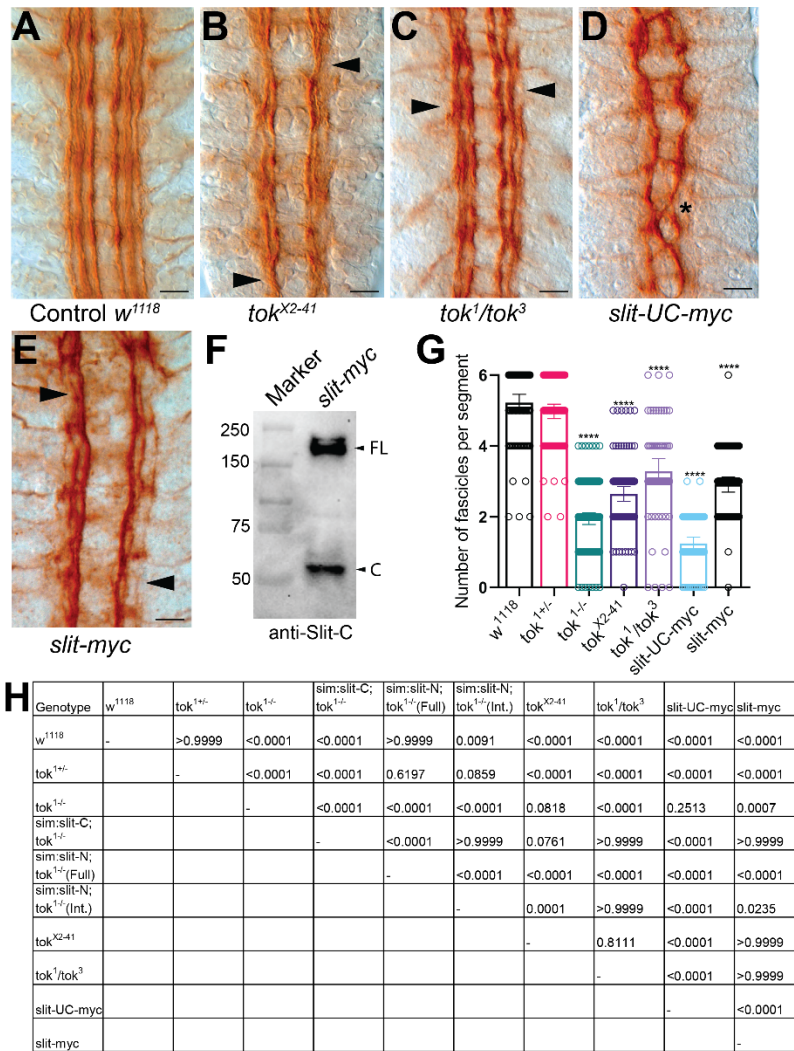 A
B
C
D
Control w1118
tokX2-41
tok1/tok3
*
slit-UC-myc
E
slit-myc
F
Marker
slit-myc
250
150
75
50
FL
C
anti-Slit-C
G
Number of fascicles per segment
6
4
2
0
****
****
****
****
****
w1118
tok1+/-
tok1-/-
tokX2-41
tok1/tok3
slit-UC-myc
slit-myc
H
Genotype w1118 tok1+/- tok1-/- sim:slit-C; tok1-/- sim:slit-N; tok1-/-(Full) sim:slit-N; tok1-/-(Int.) tokX2-41 tok1/tok3 slit-UC-myc slit-myc
w1118 - >0.9999 <0.0001 <0.0001 >0.9999 0.0091 <0.0001 <0.0001 <0.0001 <0.0001
tok1+/- - <0.0001 <0.0001 0.6197 0.0859 <0.0001 <0.0001 <0.0001 <0.0001
tok1-/- - <0.0001 <0.0001 <0.0001 0.0818 <0.0001 0.2513 0.0007
sim:slit-C; tok1-/- - <0.0001 >0.9999 0.0761 >0.9999 <0.0001 >0.9999
sim:slit-N; tok1-/-(Full) - <0.0001 <0.0001 <0.0001 <0.0001 <0.0001
sim:slit-N; tok1-/-(Int.) - 0.0001 >0.9999 <0.0001 0.0235
tokX2-41 - 0.8111 <0.0001 >0.9999
tok1/tok3 - <0.0001 >0.9999
slit-UC-myc - <0.0001
slit-myc -